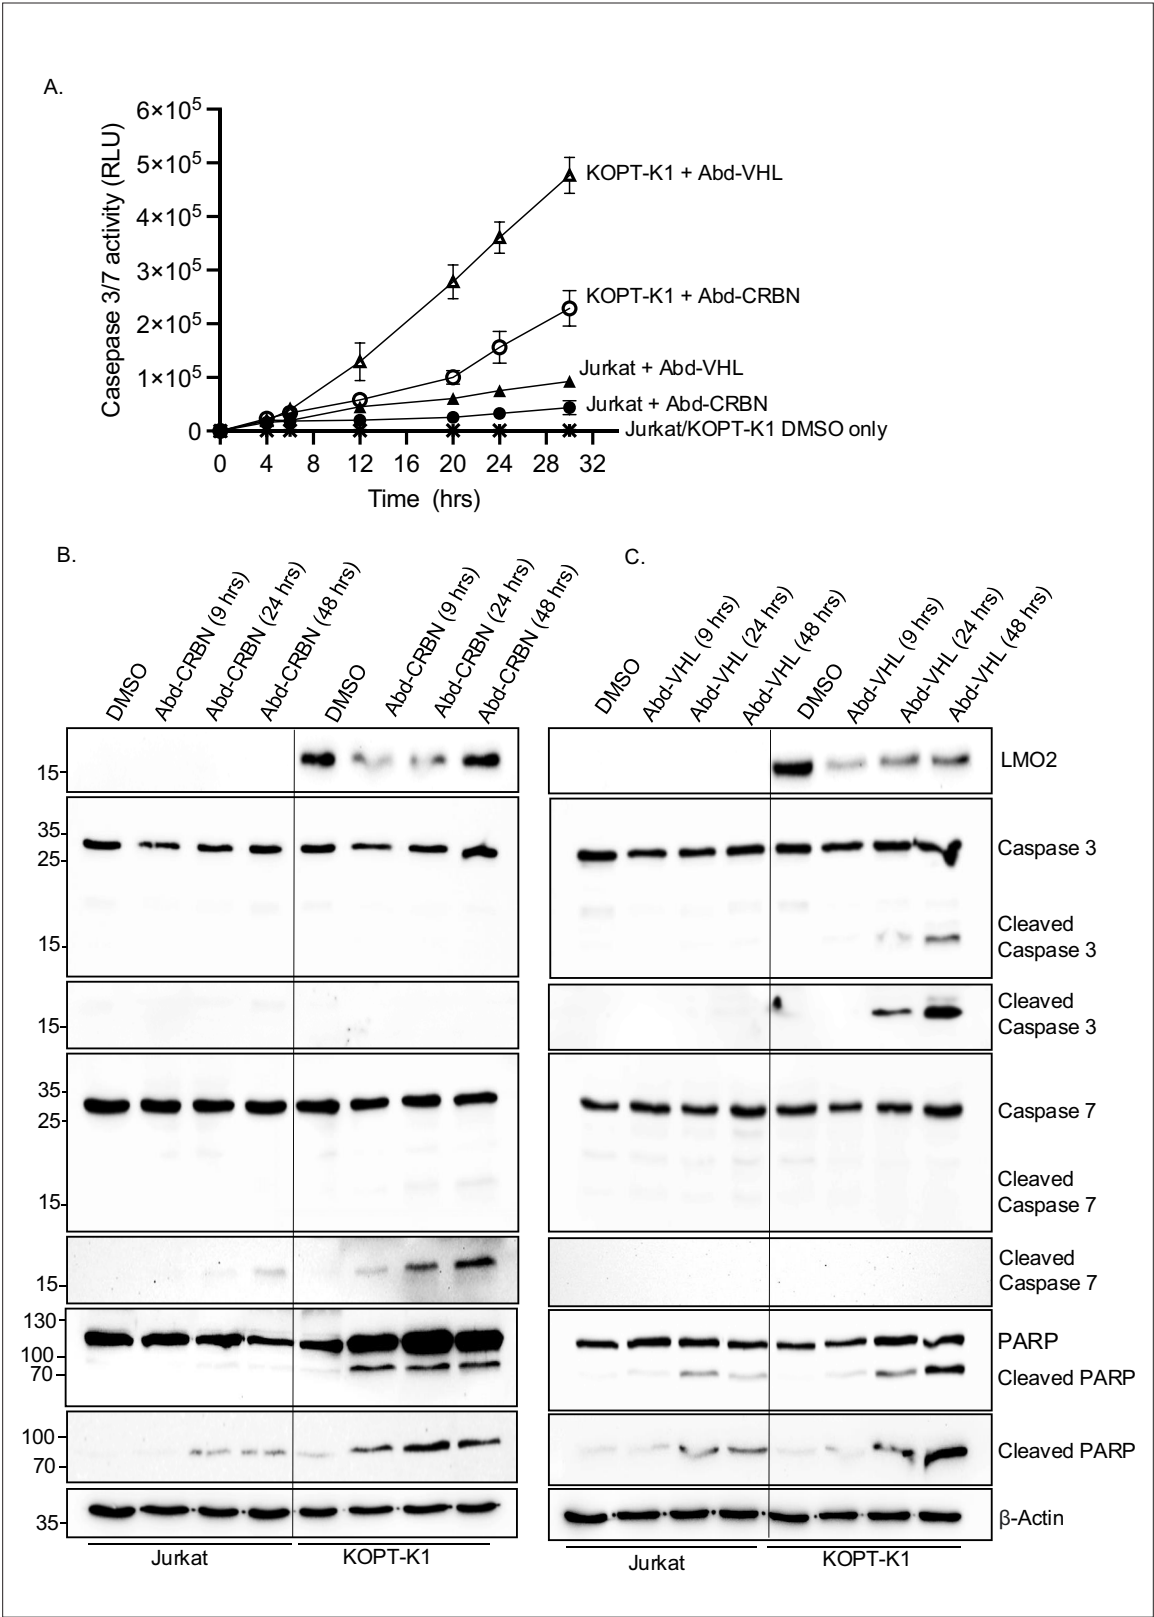 A.
6×10⁵
5×10⁵
4×10⁵
3×10⁵
2×10⁵
1×10⁵
0
Casepase 3/7 activity (RLU)
KOPT-K1 + Abd-VHL
KOPT-K1 + Abd-CRBN
Jurkat + Abd-VHL
Jurkat + Abd-CRBN
Jurkat/KOPT-K1 DMSO only
0 4 8 12 16 20 24 28 32
Time (hrs)
B.
DMSO
Abd-CRBN (9 hrs)
Abd-CRBN (24 hrs)
Abd-CRBN (48 hrs)
DMSO
Abd-CRBN (9 hrs)
Abd-CRBN (24 hrs)
Abd-CRBN (48 hrs)
C.
DMSO
Abd-VHL (9 hrs)
Abd-VHL (24 hrs)
Abd-VHL (48 hrs)
DMSO
Abd-VHL (9 hrs)
Abd-VHL (24 hrs)
Abd-VHL (48 hrs)
15
LMO2
35
25
15
Caspase 3
Cleaved
Caspase 3
15
Cleaved
Caspase 3
35
25
15
Caspase 7
Cleaved
Caspase 7
15
Cleaved
Caspase 7
130
100
70
PARP
Cleaved PARP
100
70
Cleaved PARP
35
β-Actin
Jurkat
KOPT-K1
Jurkat
KOPT-K1